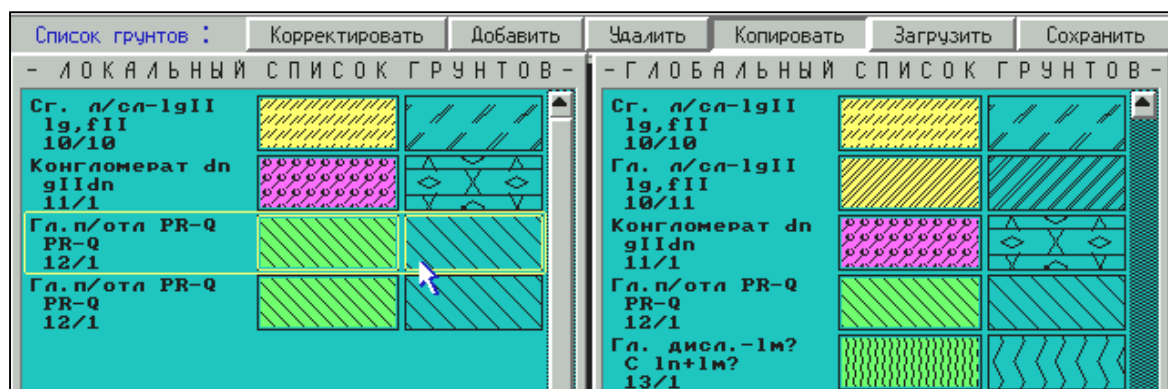 Список грунтов :
Корректировать
Добавить
Удалить
Копировать
Загрузить
Сохранить
- ЛОКАЛЬНЫЙ СПИСОК ГРУНТОВ -
Сг. л/сл-lgII
lg,fII
10/10
Конгломерат dn
gIIdn
11/1
Гл.п/отл PR-Q
PR-Q
12/1
Гл.п/отл PR-Q
PR-Q
12/1
- ГЛОБАЛЬНЫЙ СПИСОК ГРУНТОВ -
Сг. л/сл-lgII
lg,fII
10/10
Гл. л/сл-lgII
lg,fII
10/11
Конгломерат dn
gIIdn
11/1
Гл.п/отл PR-Q
PR-Q
12/1
Гл. дисл.-lм?
C ln+lм?
13/1